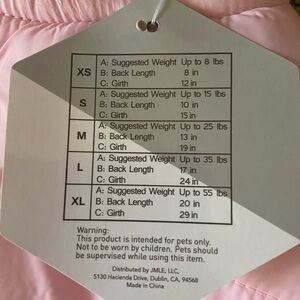 XS
A: Suggested Weight Up to 8 lbs
B: Back Length 8 in
C: Girth 12 in
S
A: Suggested Weight Up to 15 lbs
B: Back Length 10 in
C: Girth 15 in
M
A: Suggested Weight Up to 25 lbs
B: Back Length 13 in
C: Girth 19 in
L
A: Suggested Weight Up to 35 lbs
B: Back Length 17 in
C: Girth 24 in
XL
A: Suggested Weight Up to 55 lbs
B: Back Length 20 in
C: Girth 29 in
Warning:
This product is intended for pets only.
Not to be worn by children. Pets should
be supervised while using this item.
Distributed by JMLE, LLC,
5130 Hacienda Drive, Dublin, CA, 94568
Made in China